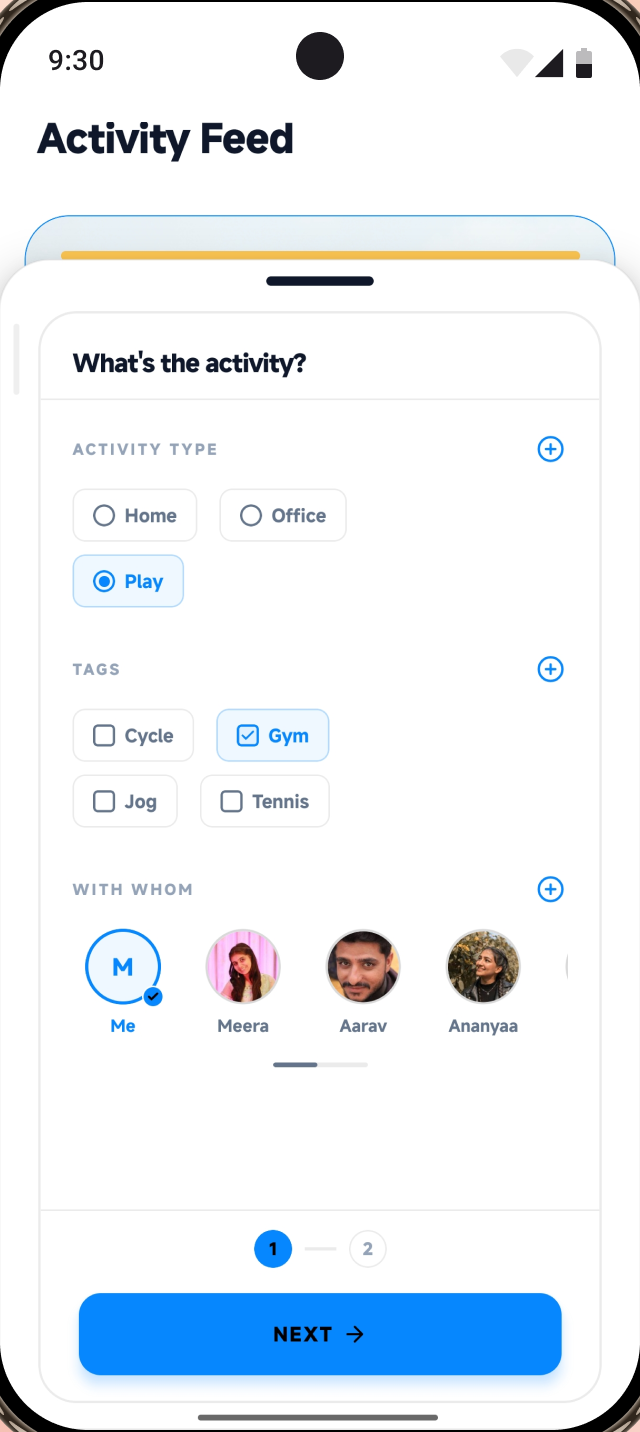 9:30
Activity Feed
What's the activity?
ACTIVITY TYPE
Home Office
Play
TAGS
Cycle Gym
Jog Tennis
WITH WHOM
M
Me Meera Aarav Ananyaa
1 2
NEXT →